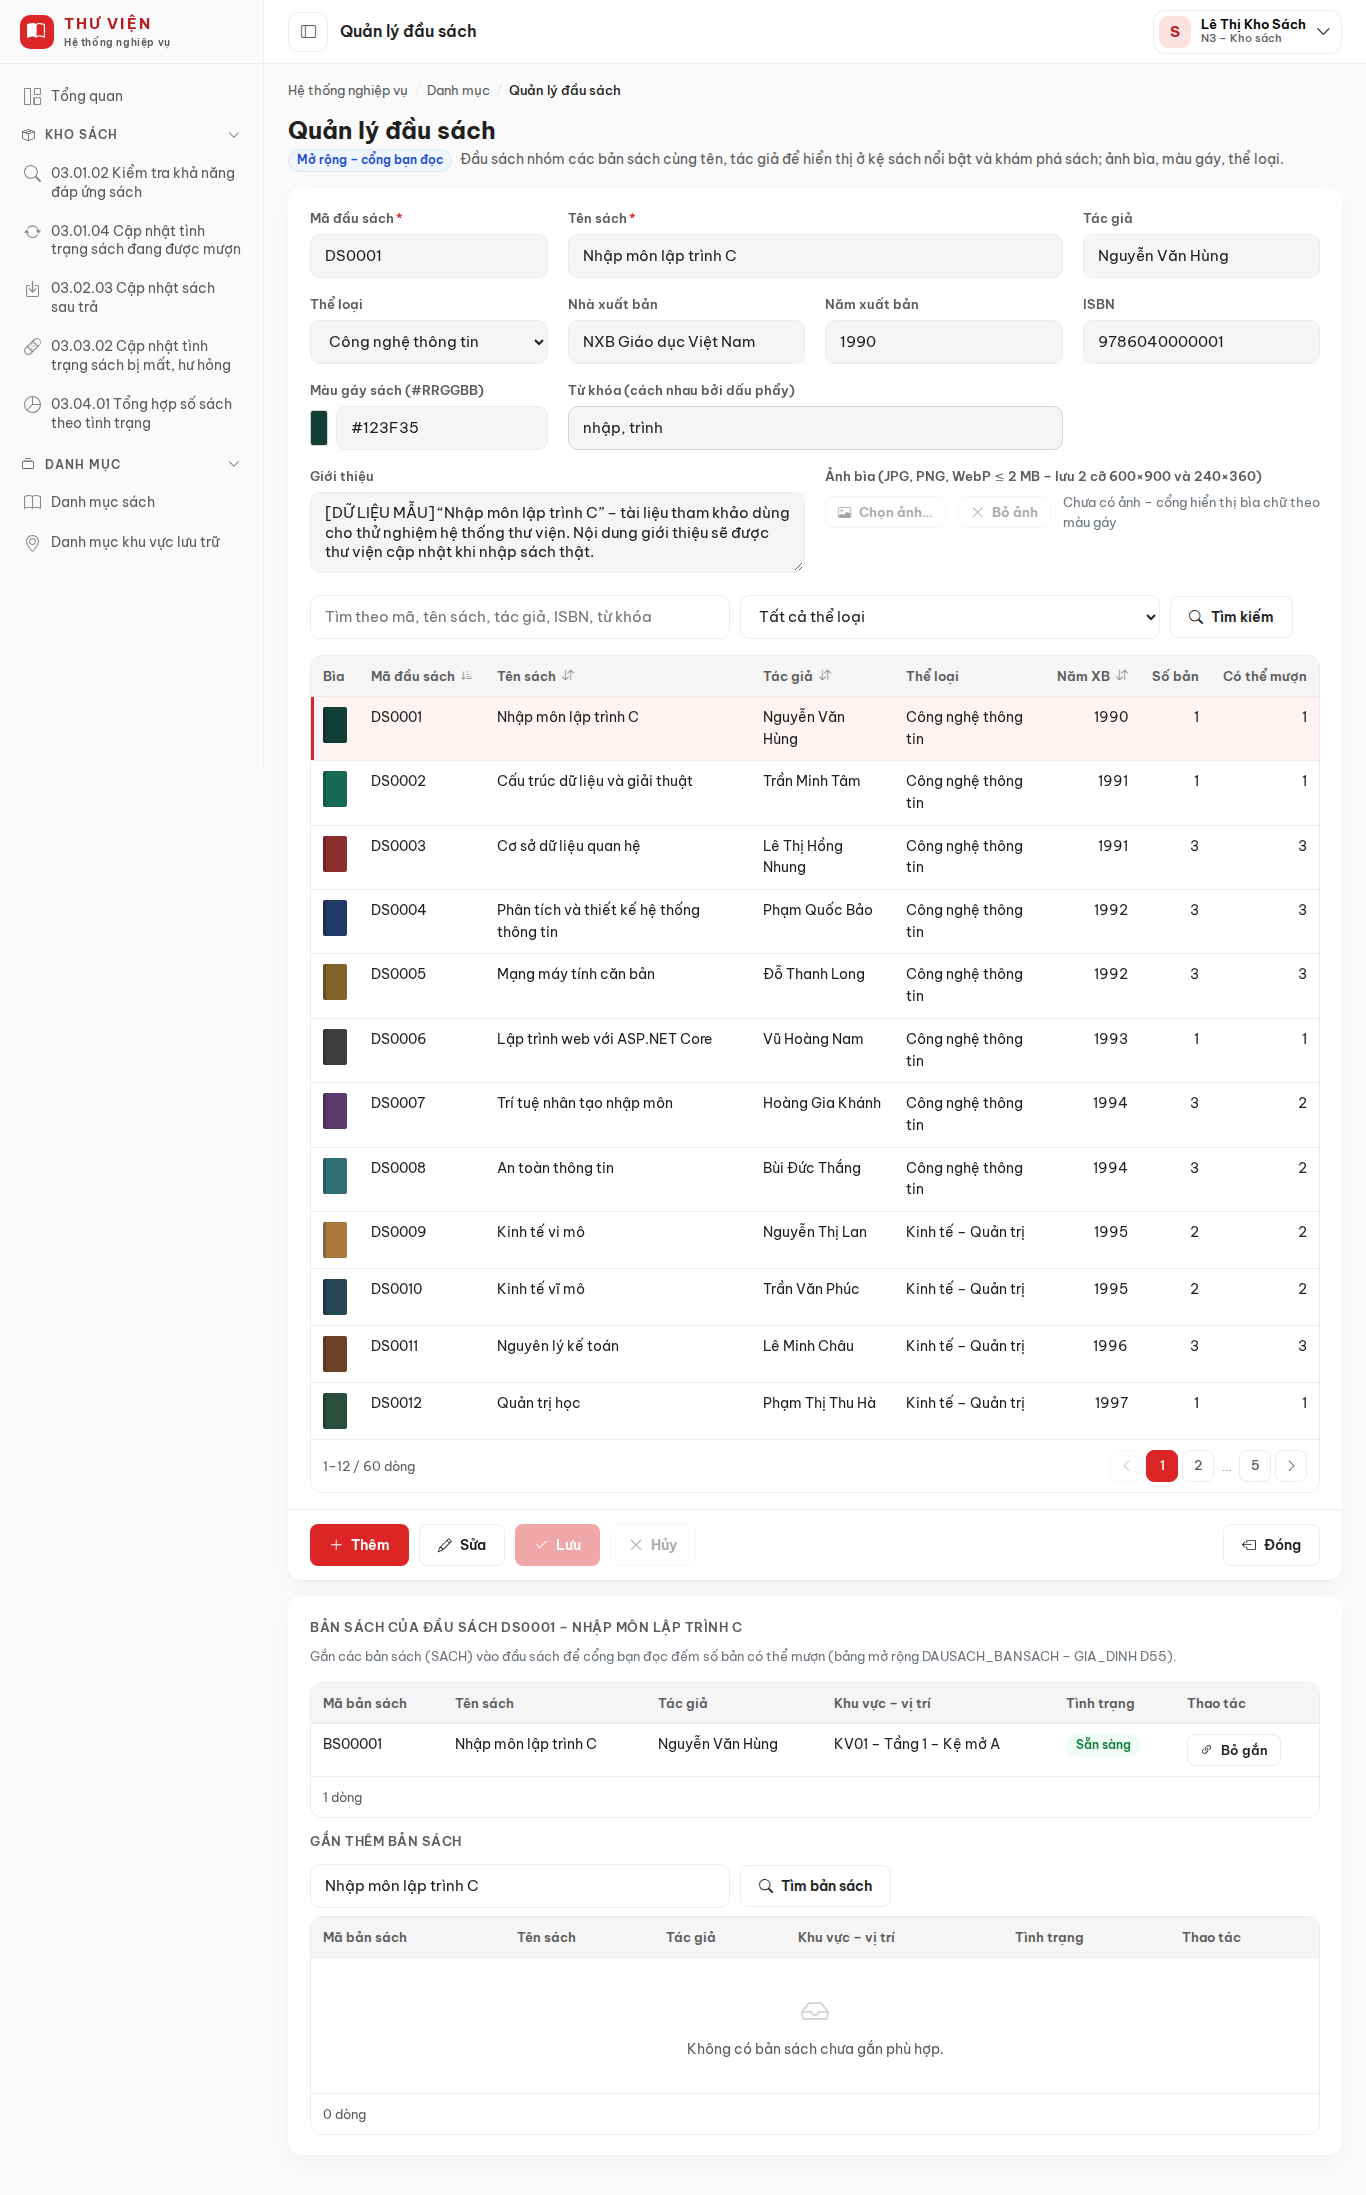 THƯ VIỆN
Hệ thống nghiệp vụ
Quản lý đầu sách
S
Lê Thị Kho Sách
N3 – Kho sách
Tổng quan
KHO SÁCH
03.01.02 Kiểm tra khả năng
đáp ứng sách
03.01.04 Cập nhật tình
trạng sách đang được mượn
03.02.03 Cập nhật sách
sau trả
03.03.02 Cập nhật tình
trạng sách bị mất, hư hỏng
03.04.01 Tổng hợp số sách
theo tình trạng
DANH MỤC
Danh mục sách
Danh mục khu vực lưu trữ
Hệ thống nghiệp vụ / Danh mục / Quản lý đầu sách
Quản lý đầu sách
Mở rộng – cổng bạn đọc Đầu sách nhóm các bản sách cùng tên, tác giả để hiển thị ở kệ sách nổi bật và khám phá sách; ảnh bìa, màu gáy, thể loại.
Mã đầu sách * Tên sách * Tác giả
DS0001 Nhập môn lập trình C Nguyễn Văn Hùng
Thể loại Nhà xuất bản Năm xuất bản ISBN
Công nghệ thông tin NXB Giáo dục Việt Nam 1990 9786040000001
Màu gáy sách (#RRGGBB) Từ khóa (cách nhau bởi dấu phẩy)
#123F35 nhập, trình
Giới thiệu Ảnh bìa (JPG, PNG, WebP ≤ 2 MB – lưu 2 cỡ 600×900 và 240×360)
[DỮ LIỆU MẪU] “Nhập môn lập trình C” – tài liệu tham khảo dùng
cho thử nghiệm hệ thống thư viện. Nội dung giới thiệu sẽ được
thư viện cập nhật khi nhập sách thật.
Chọn ảnh... Bỏ ảnh Chưa có ảnh – cổng hiển thị bìa chữ theo
màu gáy
Tìm theo mã, tên sách, tác giả, ISBN, từ khóa Tất cả thể loại Tìm kiếm
Bìa Mã đầu sách Tên sách Tác giả Thể loại Năm XB Số bản Có thể mượn
DS0001 Nhập môn lập trình C Nguyễn Văn Hùng Công nghệ thông tin 1990 1 1
DS0002 Cấu trúc dữ liệu và giải thuật Trần Minh Tâm Công nghệ thông tin 1991 1 1
DS0003 Cơ sở dữ liệu quan hệ Lê Thị Hồng Nhung Công nghệ thông tin 1991 3 3
DS0004 Phân tích và thiết kế hệ thống thông tin Phạm Quốc Bảo Công nghệ thông tin 1992 3 3
DS0005 Mạng máy tính căn bản Đỗ Thanh Long Công nghệ thông tin 1992 3 3
DS0006 Lập trình web với ASP.NET Core Vũ Hoàng Nam Công nghệ thông tin 1993 1 1
DS0007 Trí tuệ nhân tạo nhập môn Hoàng Gia Khánh Công nghệ thông tin 1994 3 2
DS0008 An toàn thông tin Bùi Đức Thắng Công nghệ thông tin 1994 3 2
DS0009 Kinh tế vi mô Nguyễn Thị Lan Kinh tế – Quản trị 1995 2 2
DS0010 Kinh tế vĩ mô Trần Văn Phúc Kinh tế – Quản trị 1995 2 2
DS0011 Nguyên lý kế toán Lê Minh Châu Kinh tế – Quản trị 1996 3 3
DS0012 Quản trị học Phạm Thị Thu Hà Kinh tế – Quản trị 1997 1 1
1–12 / 60 dòng 1 2 ... 5
Thêm Sửa Lưu Hủy Đóng
BẢN SÁCH CỦA ĐẦU SÁCH DS0001 – NHẬP MÔN LẬP TRÌNH C
Gắn các bản sách (SACH) vào đầu sách để cổng bạn đọc đếm số bản có thể mượn (bảng mở rộng DAUSACH_BANSACH – GIA_DINH D55).
Mã bản sách Tên sách Tác giả Khu vực – vị trí Tình trạng Thao tác
BS00001 Nhập môn lập trình C Nguyễn Văn Hùng KV01 – Tầng 1 – Kệ mở A Sẵn sàng Bỏ gắn
1 dòng
GẮN THÊM BẢN SÁCH
Nhập môn lập trình C Tìm bản sách
Mã bản sách Tên sách Tác giả Khu vực – vị trí Tình trạng Thao tác
Không có bản sách chưa gắn phù hợp.
0 dòng